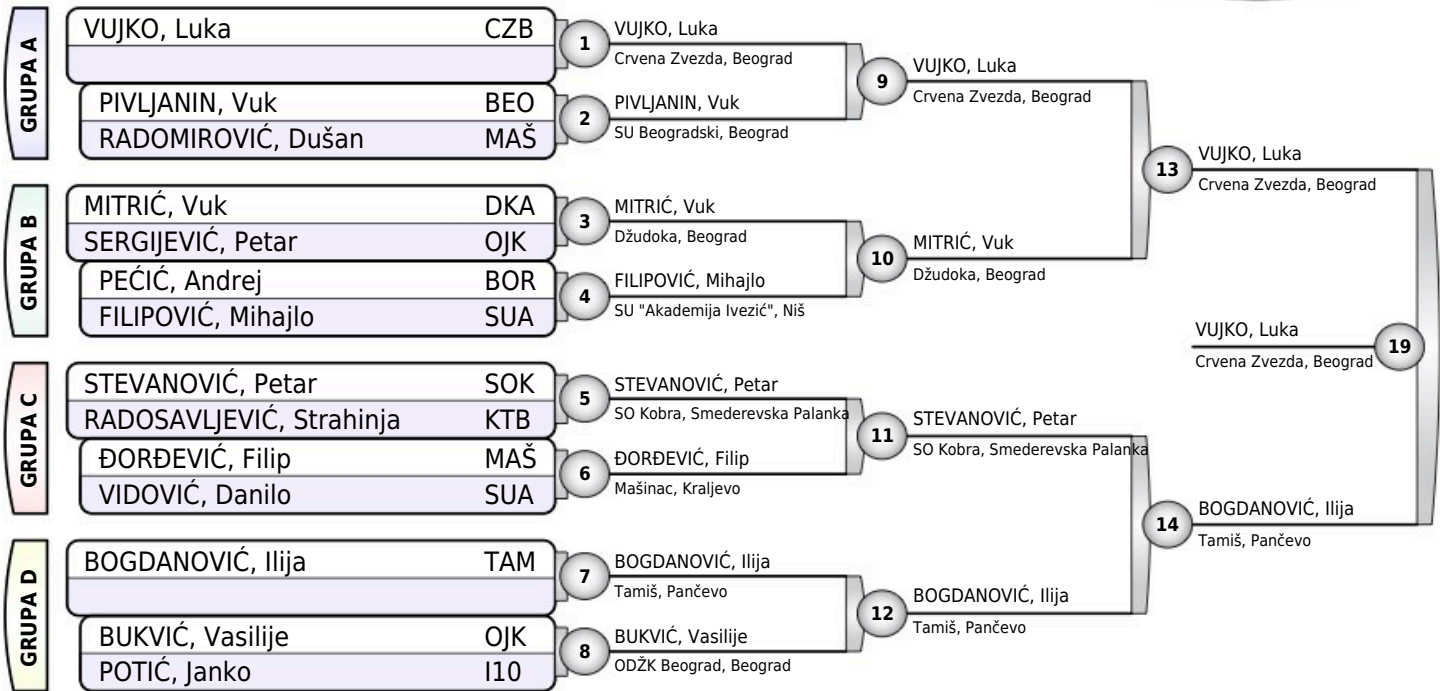 GRUPA A
VUJKO, Luka CZB
PIVLJANIN, Vuk BEO
RADOMIROVIĆ, Dušan MAŠ
GRUPA B
MITRIĆ, Vuk DKA
SERGIJEVIĆ, Petar OJK
PEĆIĆ, Andrej BOR
FILIPOVIĆ, Mihajlo SUA
GRUPA C
STEVANOVIĆ, Petar SOK
RADOSAVLJEVIĆ, Strahinja KTB
ĐORĐEVIĆ, Filip MAŠ
VIDOVIĆ, Danilo SUA
GRUPA D
BOGDANOVIĆ, Ilija TAM
BUKVIĆ, Vasilije OJK
POTIĆ, Janko I10
1
VUJKO, Luka
Crvena Zvezda, Beograd
2
PIVLJANIN, Vuk
SU Beogradski, Beograd
3
MITRIĆ, Vuk
Džudoka, Beograd
4
FILIPOVIĆ, Mihajlo
SU "Akademija Ivezić", Niš
5
STEVANOVIĆ, Petar
SO Kobra, Smederevska Palanka
6
ĐORĐEVIĆ, Filip
Mašinac, Kraljevo
7
BOGDANOVIĆ, Ilija
Tamiš, Pančevo
8
BUKVIĆ, Vasilije
ODŽK Beograd, Beograd
9
VUJKO, Luka
Crvena Zvezda, Beograd
10
MITRIĆ, Vuk
Džudoka, Beograd
11
STEVANOVIĆ, Petar
SO Kobra, Smederevska Palanka
12
BOGDANOVIĆ, Ilija
Tamiš, Pančevo
13
VUJKO, Luka
Crvena Zvezda, Beograd
14
BOGDANOVIĆ, Ilija
Tamiš, Pančevo
VUJKO, Luka
Crvena Zvezda, Beograd
19